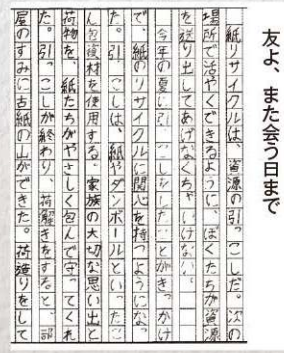 友よ、また会う日まで
紙リサイクルは、資源の引っこしだ。次の
場所で活やくできるように、ぼくたちが資源
を送り出してあげなくちゃいけない。
今年の夏に引っこしをしたことがきっかけ
で、紙のリサイクルに関心を持つようになっ
た。引っこしは、紙やダンボールといったこ
ん包材を使用する。家族の大切な思い出と
荷物を、紙たちがやさしく包んで守ってくれ
た。引っこしが終わり、荷解きをすると、部
屋のすみに古紙の山ができた。荷造りをして